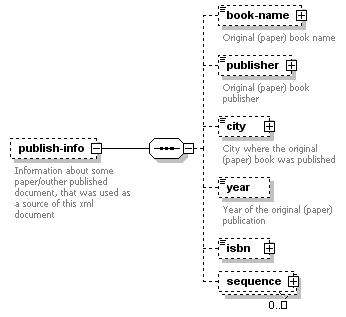 book-name
Original (paper) book name
publisher
Original (paper) book
publisher
city
City where the original
(paper) book was published
publish-info
Information about some
paper/outher published
document, that was used as
a source of this xml
document
year
Year of the original (paper)
publication
isbn
sequence
0..